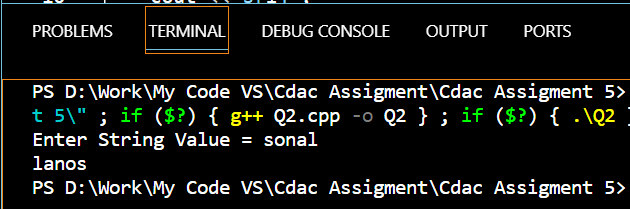 PROBLEMS TERMINAL DEBUG CONSOLE OUTPUT PORTS
PS D:\Work\My Code VS\Cdac Assigment\Cdac Assigment 5>
t 5\" ; if ($?) { g++ Q2.cpp -o Q2 } ; if ($?) { .\Q2
Enter String Value = sonal
lanos
PS D:\Work\My Code VS\Cdac Assigment\Cdac Assigment 5>